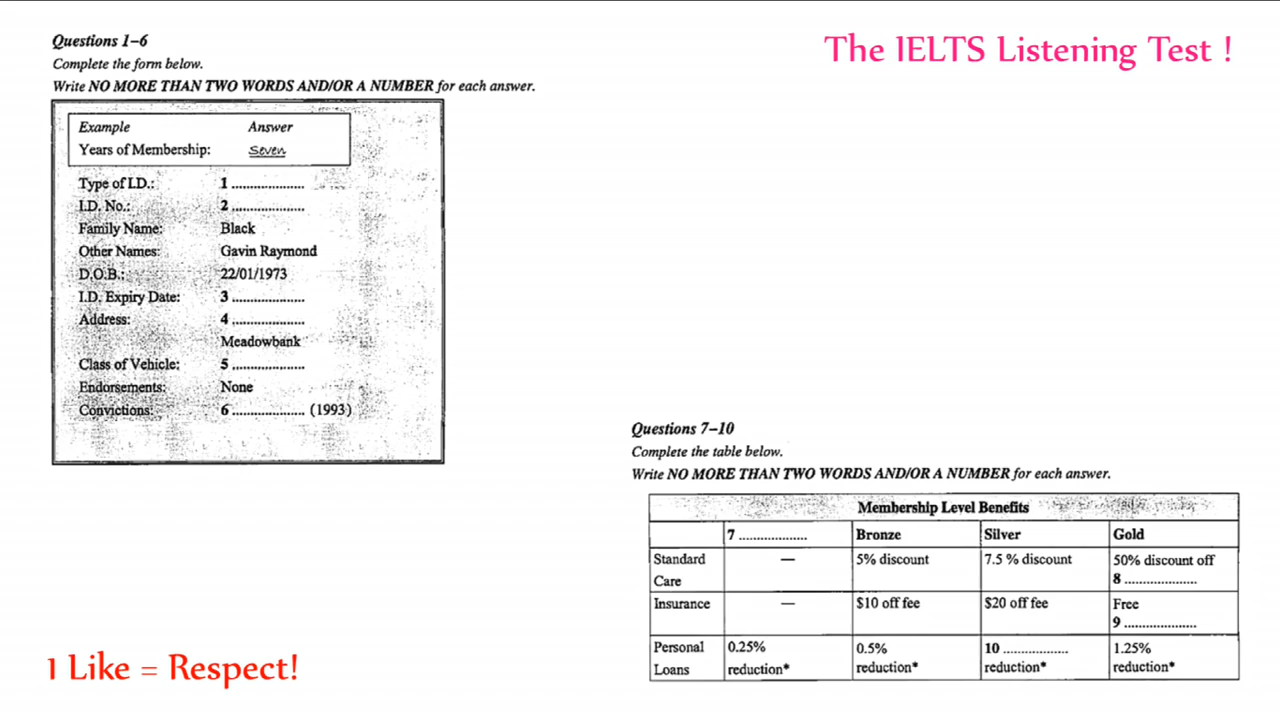 Questions 1–6
Complete the form below.
Write NO MORE THAN TWO WORDS AND/OR A NUMBER for each answer.
Example Answer
Years of Membership: Seven
Type of I.D.: 1 ....................
I.D. No.: 2 ....................
Family Name: Black
Other Names: Gavin Raymond
D.O.B.: 22/01/1973
I.D. Expiry Date: 3 ....................
Address: 4 ....................
Meadowbank
Class of Vehicle: 5 ....................
Endorsements: None
Convictions: 6 .................... (1993)
The IELTS Listening Test !
Questions 7–10
Complete the table below.
Write NO MORE THAN TWO WORDS AND/OR A NUMBER for each answer.
Membership Level Benefits
7 .................... Bronze Silver Gold
Standard — 5% discount 7.5 % discount 50% discount off
Care 8 ....................
Insurance — $10 off fee $20 off fee Free
9 ....................
Personal 0.25% 0.5% 10 .................... 1.25%
Loans reduction* reduction* reduction* reduction*
1 Like = Respect!